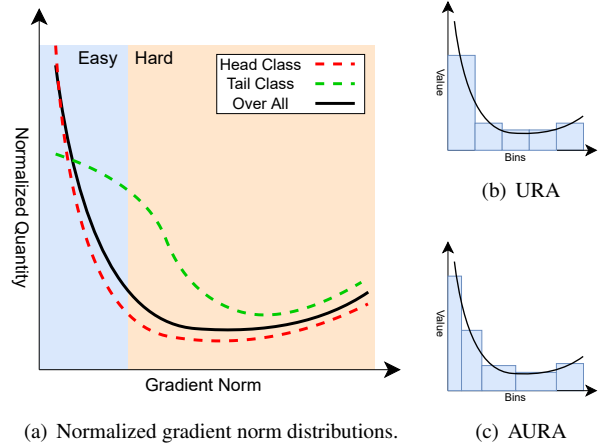 Easy Hard
Head Class
Tail Class
Over All
Normalized Quantity
Gradient Norm
(a) Normalized gradient norm distributions.
Value
Bins
(b) URA
Value
Bins
(c) AURA